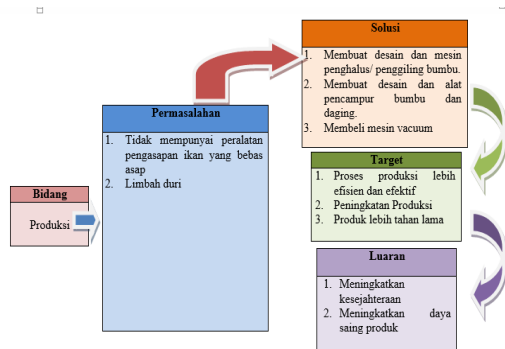 Bidang
Produksi
Permasalahan
1. Tidak mempunyai peralatan
pengasapan ikan yang bebas
asap
2. Limbah duri
Solusi
1. Membuat desain dan mesin
penghalus/ penggiling bumbu.
2. Membuat desain dan alat
pencampur bumbu dan
daging.
3. Membeli mesin vacuum
Target
1. Proses produksi lebih
efisien dan efektif
2. Peningkatan Produksi
3. Produk lebih tahan lama
Luaran
1. Meningkatkan
kesejahteraan
2. Meningkatkan daya
saing produk